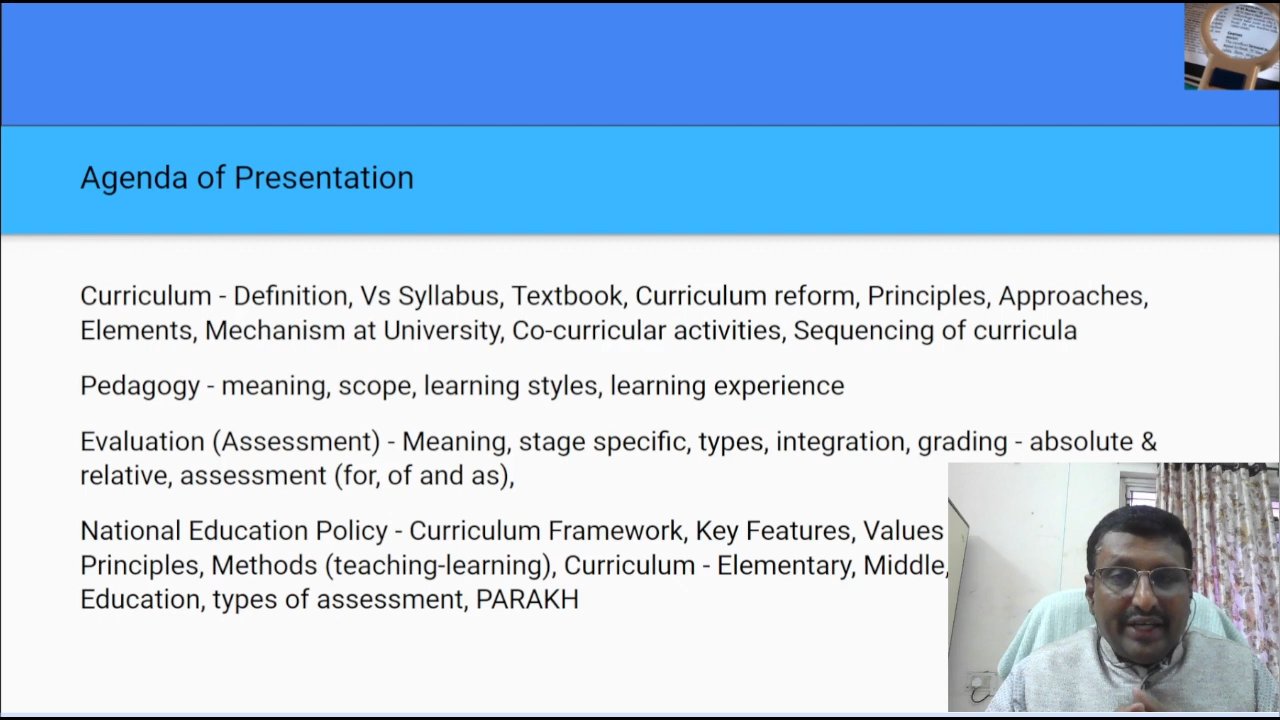 Agenda of Presentation
Curriculum - Definition, Vs Syllabus, Textbook, Curriculum reform, Principles, Approaches,
Elements, Mechanism at University, Co-curricular activities, Sequencing of curricula
Pedagogy - meaning, scope, learning styles, learning experience
Evaluation (Assessment) - Meaning, stage specific, types, integration, grading - absolute &
relative, assessment (for, of and as),
National Education Policy - Curriculum Framework, Key Features, Values
Principles, Methods (teaching-learning), Curriculum - Elementary, Middle,
Education, types of assessment, PARAKH